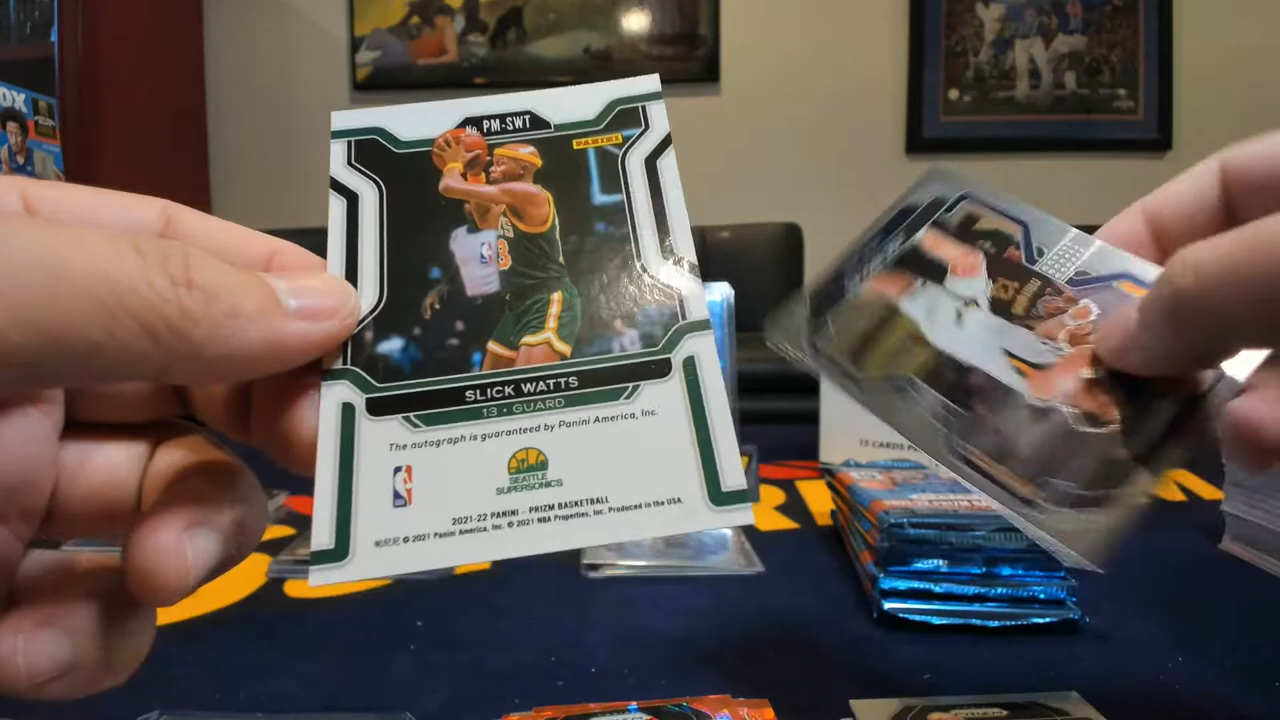 OX
No. PM-SWT
PANINI
SLICK WATTS
13 • GUARD
The autograph is guaranteed by Panini America, Inc.
SEATTLE
SUPERSONICS
2021-22 PANINI – PRIZM BASKETBALL
© 2021 Panini America, Inc. © 2021 NBA Properties, Inc. Produced in the USA.
15 CARDS